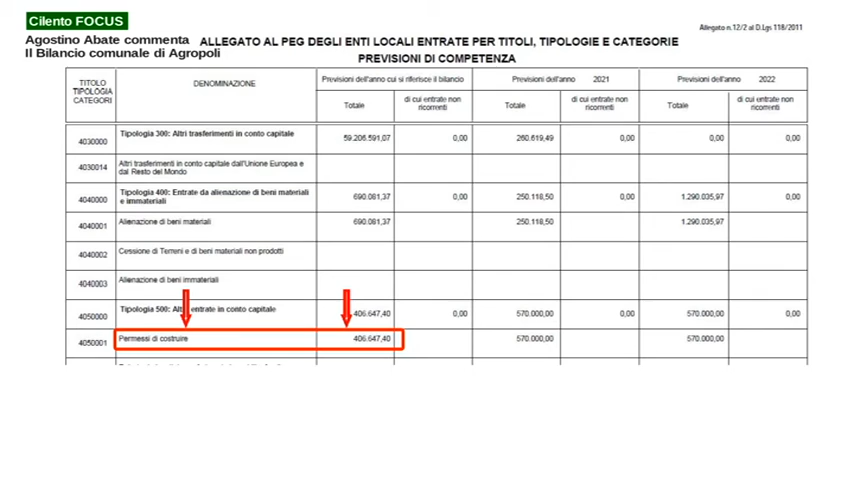 Cilento FOCUS
Allegato n.12/2 al D.Lgs 118/2011
Agostino Abate commenta
Il Bilancio comunale di Agropoli
ALLEGATO AL PEG DEGLI ENTI LOCALI ENTRATE PER TITOLI, TIPOLOGIE E CATEGORIE
PREVISIONI DI COMPETENZA
TITOLO TIPOLOGIA CATEGORI
DENOMINAZIONE
Previsioni dell'anno cui si riferisce il bilancio
Previsioni dell'anno 2021
Previsioni dell'anno 2022
Totale
di cui entrate non ricorrenti
Totale
di cui entrate non ricorrenti
Totale
di cui entrate non ricorrenti
4030000 Tipologia 300: Altri trasferimenti in conto capitale 59.206.591,07 0,00 260.619,49 0,00 0,00 0,00
4030014 Altri trasferimenti in conto capitale dall'Unione Europea e dal Resto del Mondo
4040000 Tipologia 400: Entrate da alienazione di beni materiali e immateriali 690.081,37 0,00 250.118,50 0,00 1.290.035,97 0,00
4040001 Alienazione di beni materiali 690.081,37 250.118,50 1.290.035,97
4040002 Cessione di Terreni e di beni materiali non prodotti
4040003 Alienazione di beni immateriali
4050000 Tipologia 500: entrate in conto capitale 406.647,40 0,00 570.000,00 0,00 570.000,00 0,00
4050001 Permessi di costruire 406.647,40 570.000,00 570.000,00